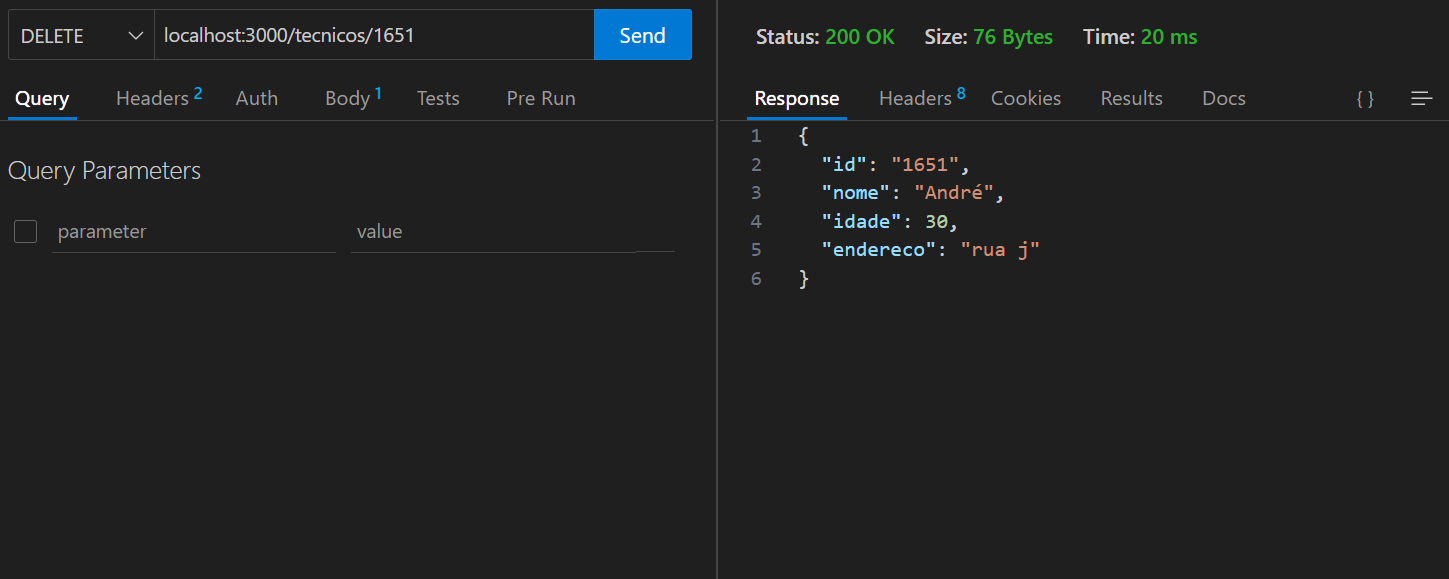 DELETE localhost:3000/tecnicos/1651 Send
Query Headers 2 Auth Body 1 Tests Pre Run
Query Parameters
parameter value
Status: 200 OK Size: 76 Bytes Time: 20 ms
Response Headers 8 Cookies Results Docs { }
1 {
2 "id": "1651",
3 "nome": "André",
4 "idade": 30,
5 "endereco": "rua j"
6 }